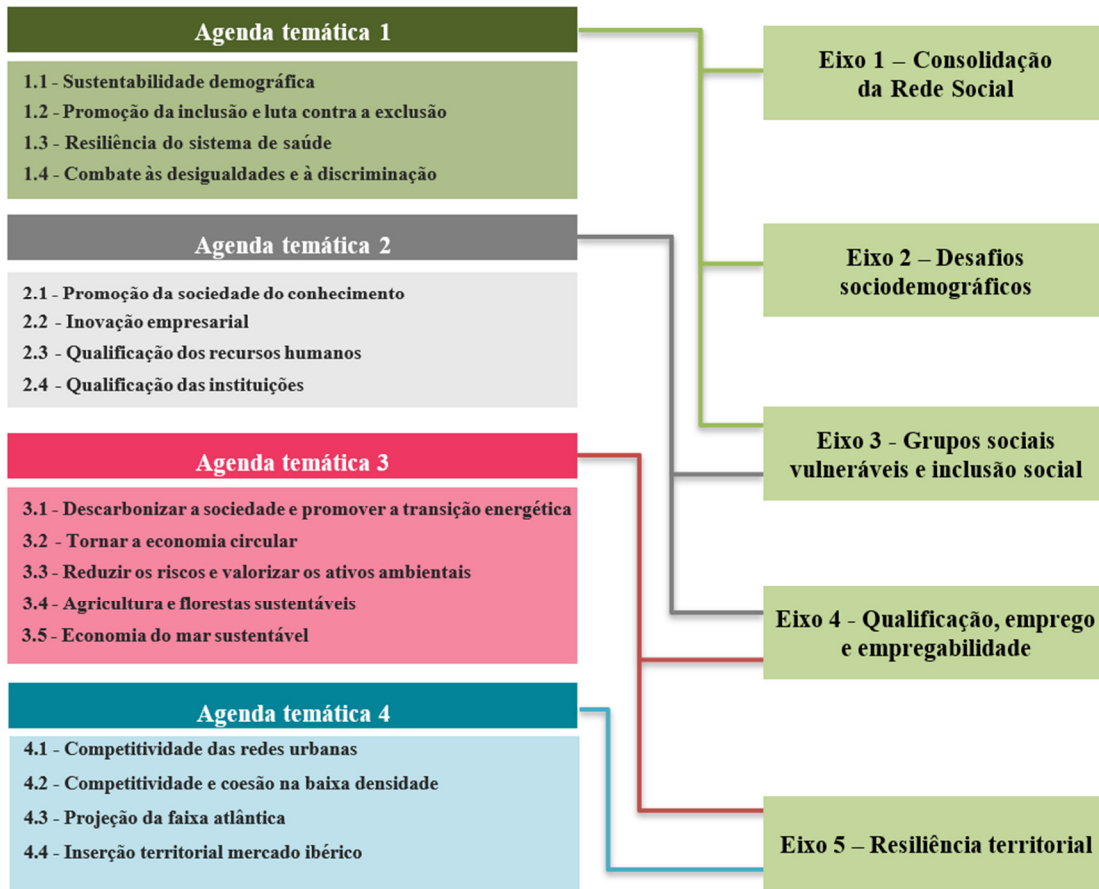 Agenda temática 1
1.1 - Sustentabilidade demográfica
1.2 - Promoção da inclusão e luta contra a exclusão
1.3 - Resiliência do sistema de saúde
1.4 - Combate às desigualdades e à discriminação
Agenda temática 2
2.1 - Promoção da sociedade do conhecimento
2.2 - Inovação empresarial
2.3 - Qualificação dos recursos humanos
2.4 - Qualificação das instituições
Agenda temática 3
3.1 - Descarbonizar a sociedade e promover a transição energética
3.2 - Tornar a economia circular
3.3 - Reduzir os riscos e valorizar os ativos ambientais
3.4 - Agricultura e florestas sustentáveis
3.5 - Economia do mar sustentável
Agenda temática 4
4.1 - Competitividade das redes urbanas
4.2 - Competitividade e coesão na baixa densidade
4.3 - Projeção da faixa atlântica
4.4 - Inserção territorial mercado ibérico
Eixo 1 – Consolidação
da Rede Social
Eixo 2 – Desafios
sociodemográficos
Eixo 3 - Grupos sociais
vulneráveis e inclusão social
Eixo 4 - Qualificação, emprego
e empregabilidade
Eixo 5 – Resiliência territorial